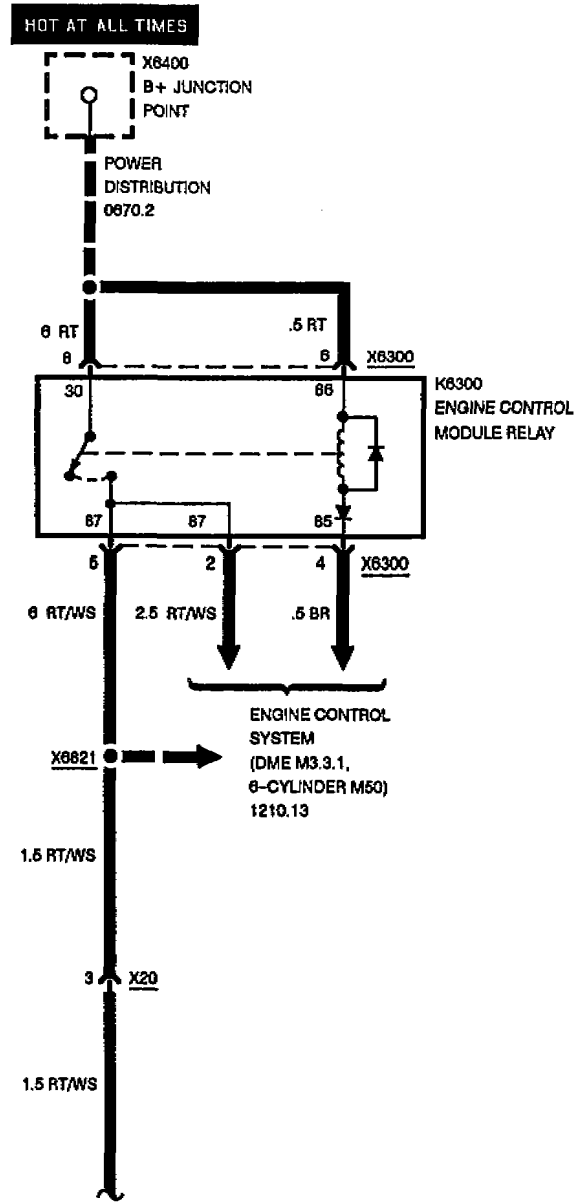 HOT AT ALL TIMES
X6400
B+ JUNCTION
POINT
POWER
DISTRIBUTION
0670.2
6 RT
.5 RT
8
6
X6300
30
86
K6300
ENGINE CONTROL
MODULE RELAY
87
87
85
5
2
4
X6300
6 RT/WS
2.5 RT/WS
.5 BR
ENGINE CONTROL
SYSTEM
(DME M3.3.1,
6-CYLINDER M50)
1210.13
X6821
1.5 RT/WS
3
X20
1.5 RT/WS